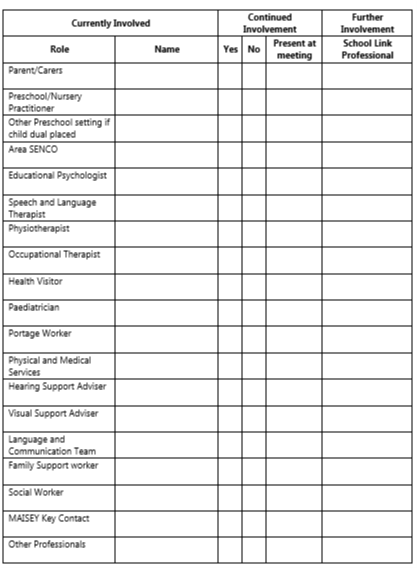 Currently Involved
Continued Involvement
Further Involvement
Role
Name
Yes
No
Present at meeting
School Link Professional
Parent/Carers
Preschool/Nursery
Practitioner
Other Preschool setting if
child dual placed
Area SENCO
Educational Psychologist
Speech and Language
Therapist
Physiotherapist
Occupational Therapist
Health Visitor
Paediatrician
Portage Worker
Physical and Medical
Services
Hearing Support Adviser
Visual Support Adviser
Language and
Communication Team
Family Support worker
Social Worker
MAISEY Key Contact
Other Professionals